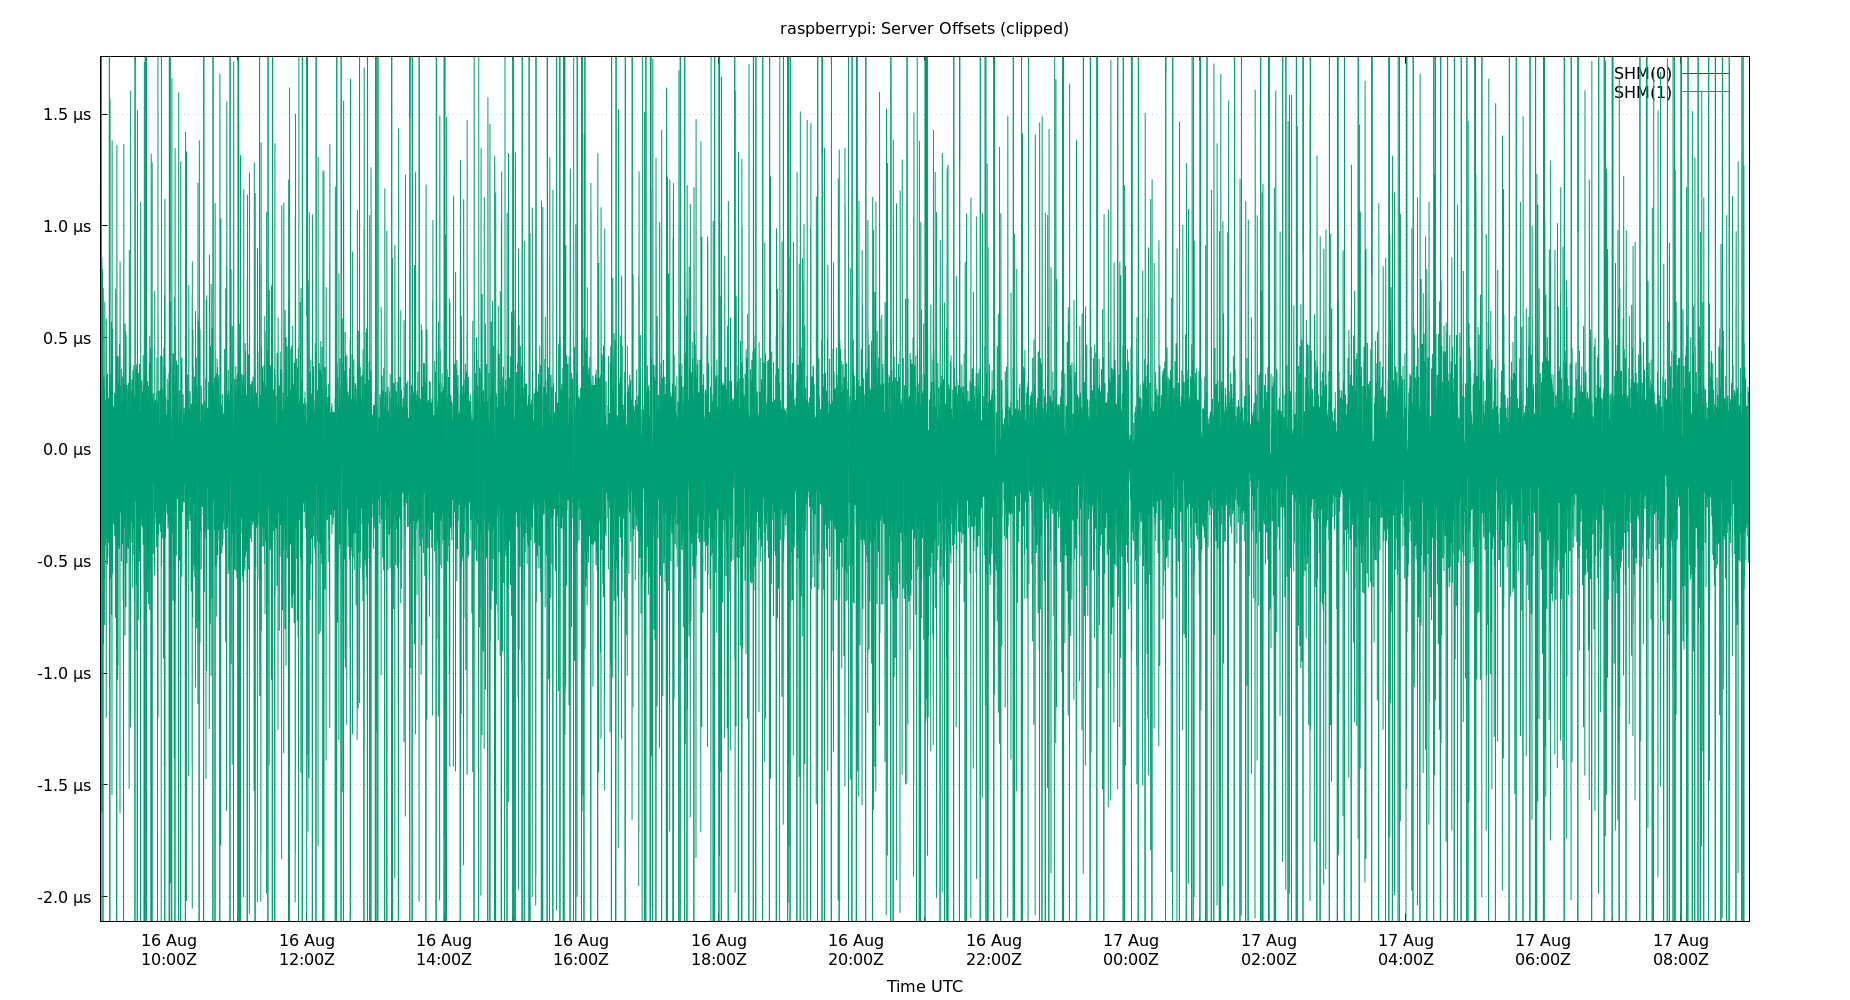 raspberrypi: Server Offsets (clipped)
SHM(0)
SHM(1)
1.5 µs
1.0 µs
0.5 µs
0.0 µs
-0.5 µs
-1.0 µs
-1.5 µs
-2.0 µs
16 Aug 16 Aug 16 Aug 16 Aug 16 Aug 16 Aug 16 Aug 17 Aug 17 Aug 17 Aug 17 Aug 17 Aug
10:00Z 12:00Z 14:00Z 16:00Z 18:00Z 20:00Z 22:00Z 00:00Z 02:00Z 04:00Z 06:00Z 08:00Z
Time UTC